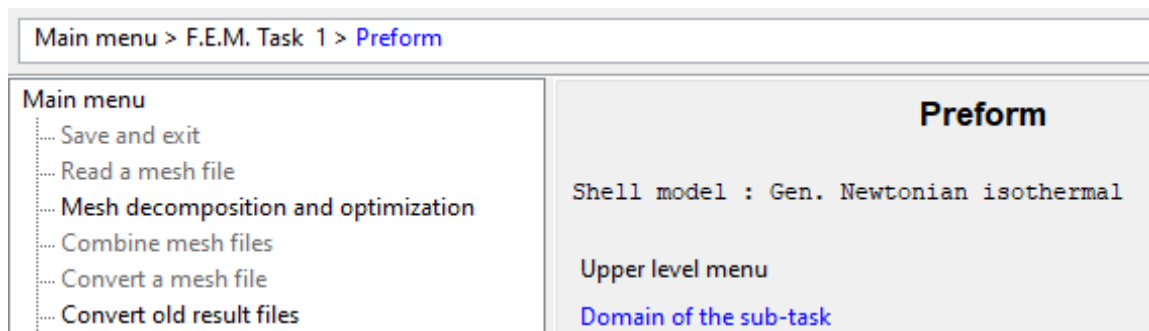 Main menu > F.E.M. Task 1 > Preform
Main menu
Save and exit
Read a mesh file
Mesh decomposition and optimization
Combine mesh files
Convert a mesh file
Convert old result files
Preform
Shell model : Gen. Newtonian isothermal
Upper level menu
Domain of the sub-task